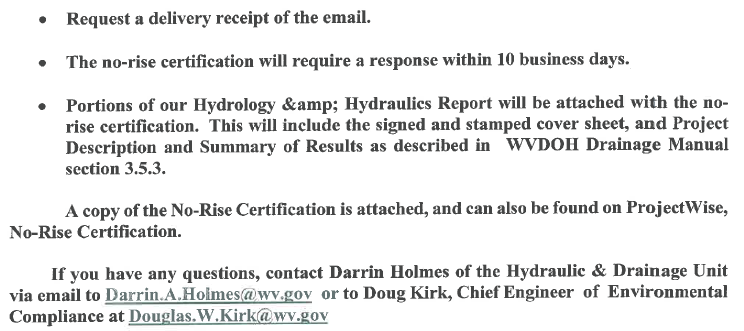 • Request a delivery receipt of the email.
• The no-rise certification will require a response within 10 business days.
• Portions of our Hydrology &amp; Hydraulics Report will be attached with the no-
rise certification. This will include the signed and stamped cover sheet, and Project
Description and Summary of Results as described in WVDOH Drainage Manual
section 3.5.3.
A copy of the No-Rise Certification is attached, and can also be found on ProjectWise,
No-Rise Certification.
If you have any questions, contact Darrin Holmes of the Hydraulic & Drainage Unit
via email to Darrin.A.Holmes@wv.gov or to Doug Kirk, Chief Engineer of Environmental
Compliance at Douglas.W.Kirk@wv.gov